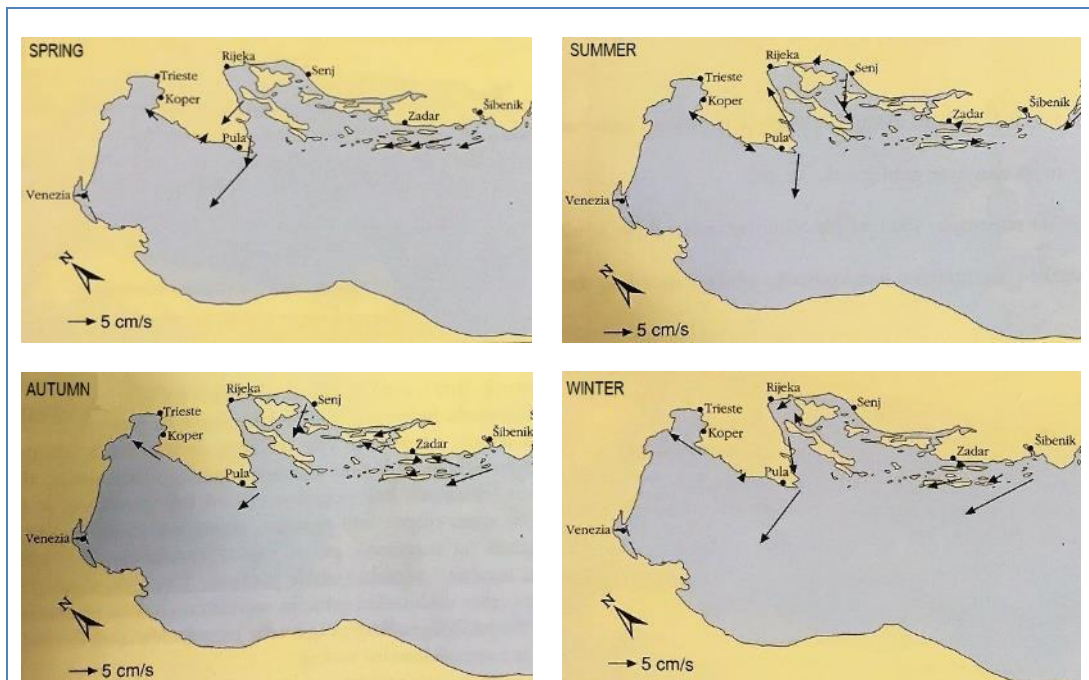 SPRING
Rijeka
Senj
Trieste
Koper
Šibenik
Zadar
Pula
Venezia
N
5 cm/s
SUMMER
Rijeka
Senj
Trieste
Koper
Šibenik
Zadar
Pula
Venezia
N
5 cm/s
AUTUMN
Rijeka
Senj
Trieste
Koper
Šibenik
Zadar
Pula
Venezia
N
5 cm/s
WINTER
Rijeka
Senj
Trieste
Koper
Šibenik
Zadar
Pula
Venezia
N
5 cm/s